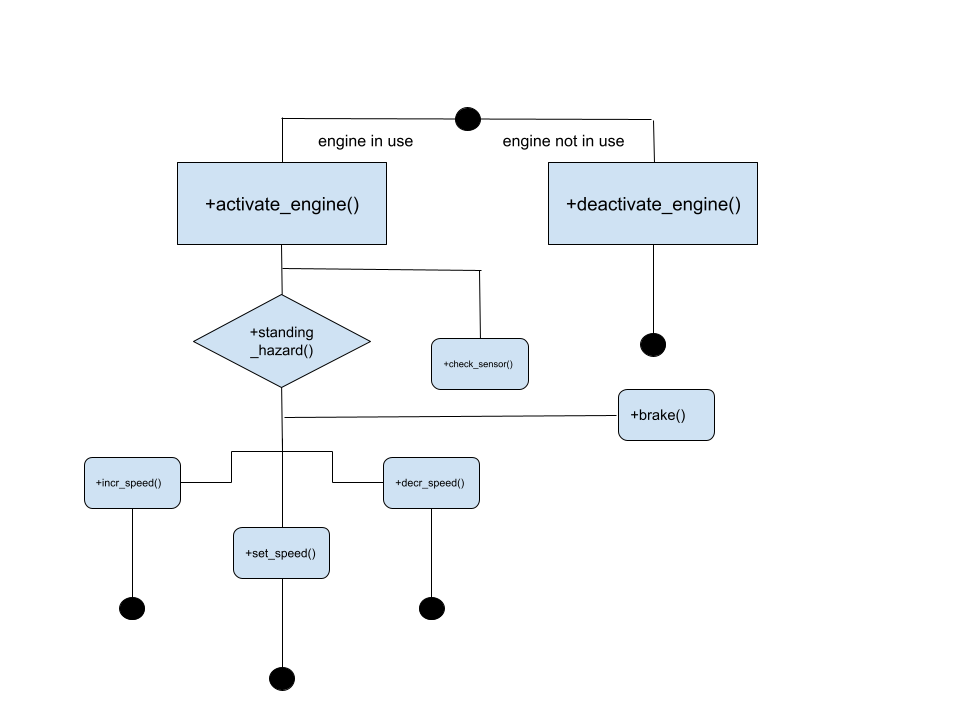 engine in use
engine not in use
+activate_engine()
+deactivate_engine()
+standing
_hazard()
+check_sensor()
+brake()
+incr_speed()
+decr_speed()
+set_speed()